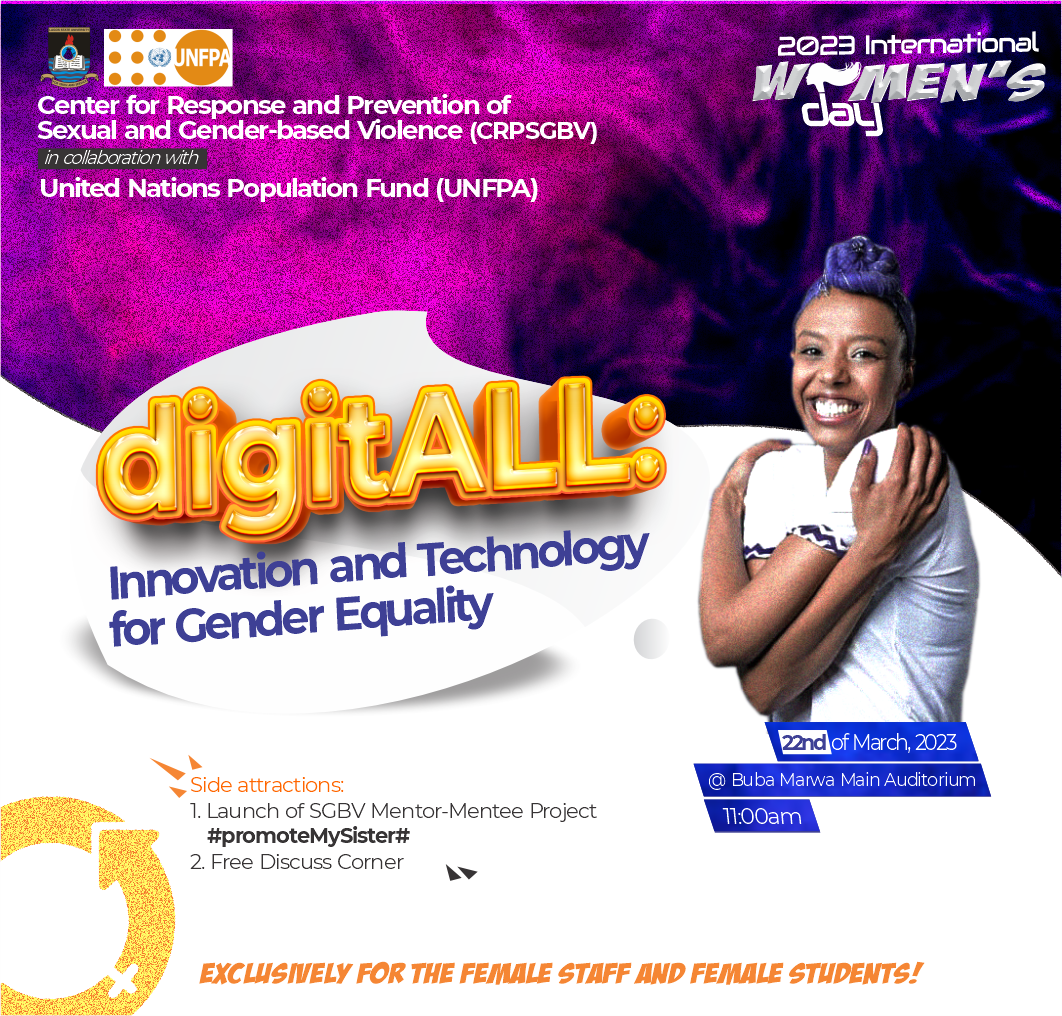 UNFPA
Center for Response and Prevention of
Sexual and Gender-based Violence (CRPSGBV)
in collaboration with
United Nations Population Fund (UNFPA)
2023 International
WOMEN'S
day
digitALL:
Innovation and Technology
for Gender Equality
22nd of March, 2023
@ Buba Marwa Main Auditorium
11:00am
Side attractions:
1. Launch of SGBV Mentor-Mentee Project
#promoteMySister#
2. Free Discuss Corner
EXCLUSIVELY FOR THE FEMALE STAFF AND FEMALE STUDENTS!